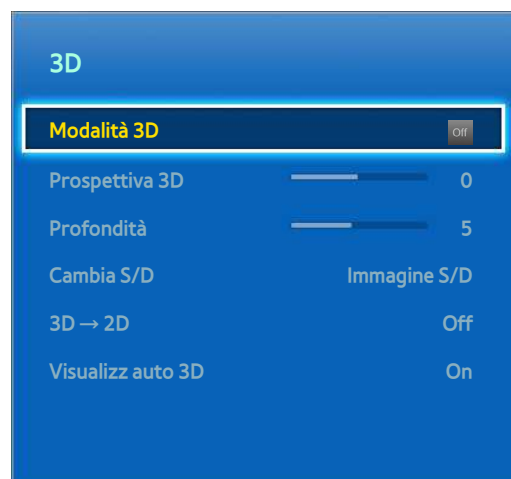 3D
Modalità 3D Off
Prospettiva 3D 0
Profondità 5
Cambia S/D Immagine S/D
3D → 2D Off
Visualizz auto 3D On